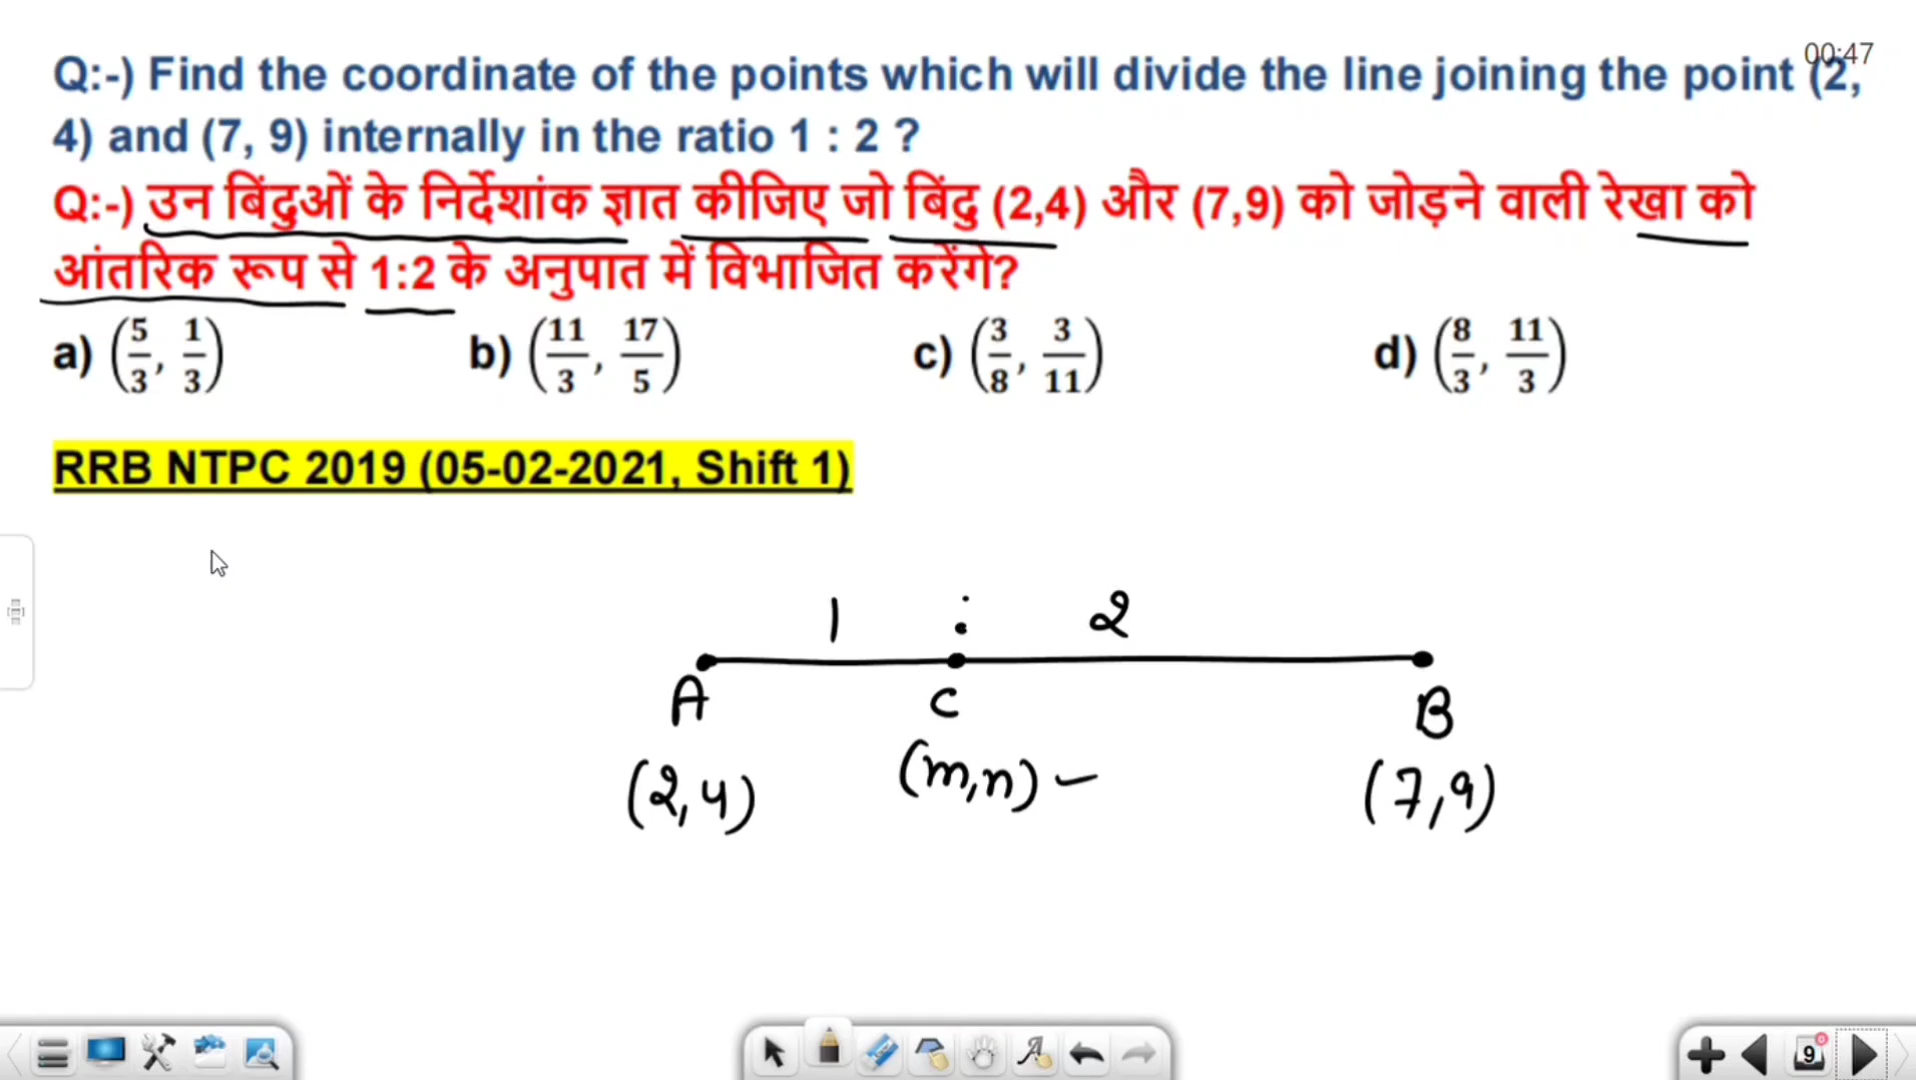 00:47
Q:-) Find the coordinate of the points which will divide the line joining the point (2,
4) and (7, 9) internally in the ratio 1 : 2 ?
Q:-) उन बिंदुओं के निर्देशांक ज्ञात कीजिए जो बिंदु (2,4) और (7,9) को जोड़ने वाली रेखा को
आंतरिक रूप से 1:2 के अनुपात में विभाजित करेंगे?
a) (5/3, 1/3) b) (11/3, 17/5) c) (3/8, 3/11) d) (8/3, 11/3)
RRB NTPC 2019 (05-02-2021, Shift 1)
1 : 2
A C B
(2,4) (m,n) – (7,9)
9